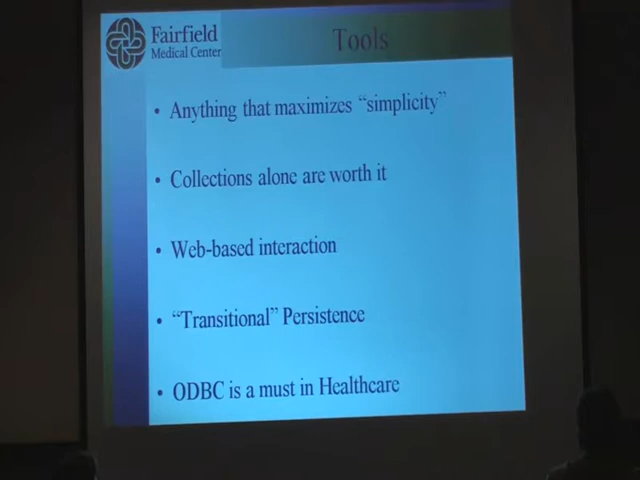 Fairfield
Medical Center
Tools
• Anything that maximizes “simplicity”
• Collections alone are worth it
• Web-based interaction
• “Transitional” Persistence
• ODBC is a must in Healthcare